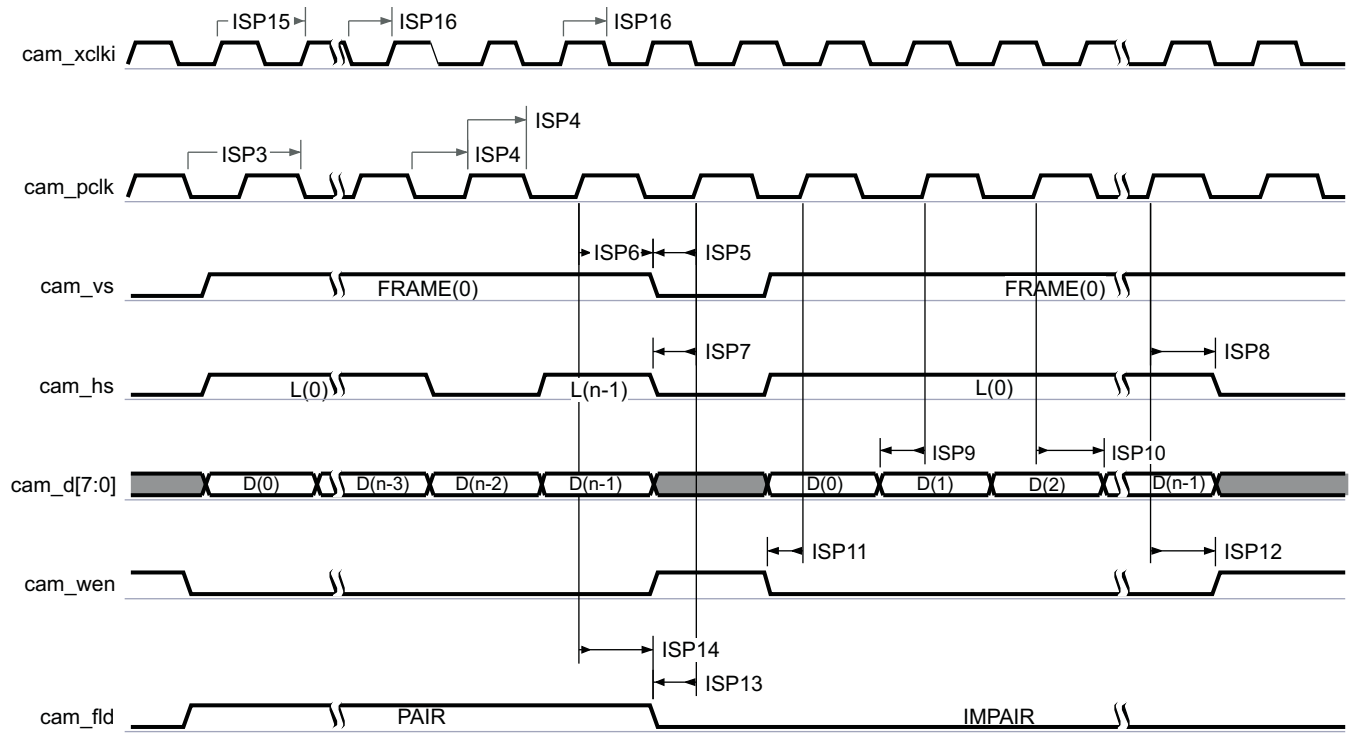 ISP15 ISP16 ISP16
cam_xclki
ISP4
ISP3 ISP4
cam_pclk
ISP6 ISP5
cam_vs FRAME(0) FRAME(0)
ISP7 ISP8
cam_hs L(0) L(n-1) L(0)
ISP9 ISP10
cam_d[7:0] D(0) D(n-3) D(n-2) D(n-1) D(0) D(1) D(2) D(n-1)
ISP11 ISP12
cam_wen
ISP14
ISP13
cam_fld PAIR IMPAIR